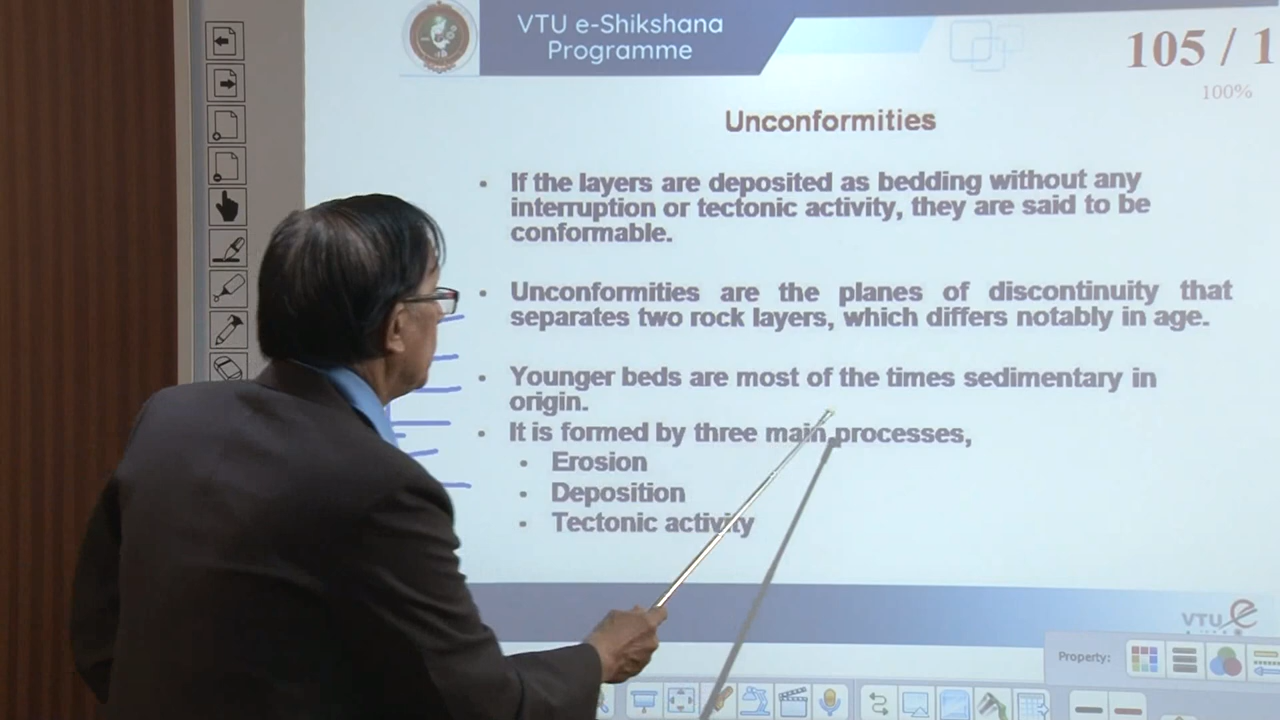 VTU e-Shikshana
Programme
105 / 1
100%
Unconformities
• If the layers are deposited as bedding without any
interruption or tectonic activity, they are said to be
conformable.
• Unconformities are the planes of discontinuity that
separates two rock layers, which differs notably in age.
• Younger beds are most of the times sedimentary in
origin.
• It is formed by three main processes,
• Erosion
• Deposition
• Tectonic activity
VTU e
Property: